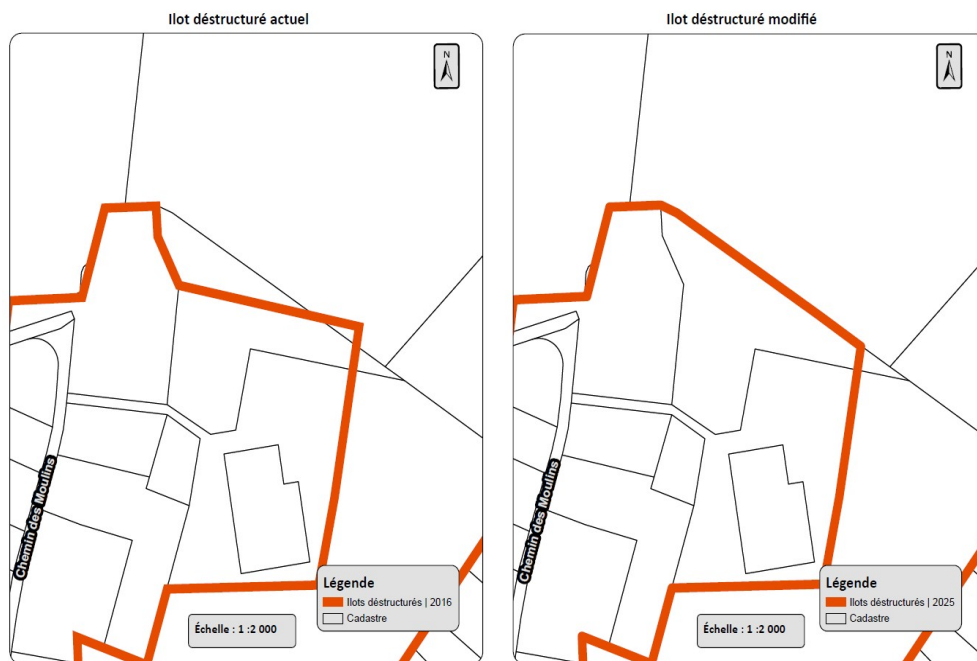 Ilot déstructuré actuel
N
Chemin des Moulins
Légende
Ilots déstructurés | 2016
Cadastre
Échelle : 1 :2 000
Ilot déstructuré modifié
N
Chemin des Moulins
Légende
Ilots déstructurés | 2025
Cadastre
Échelle : 1 :2 000